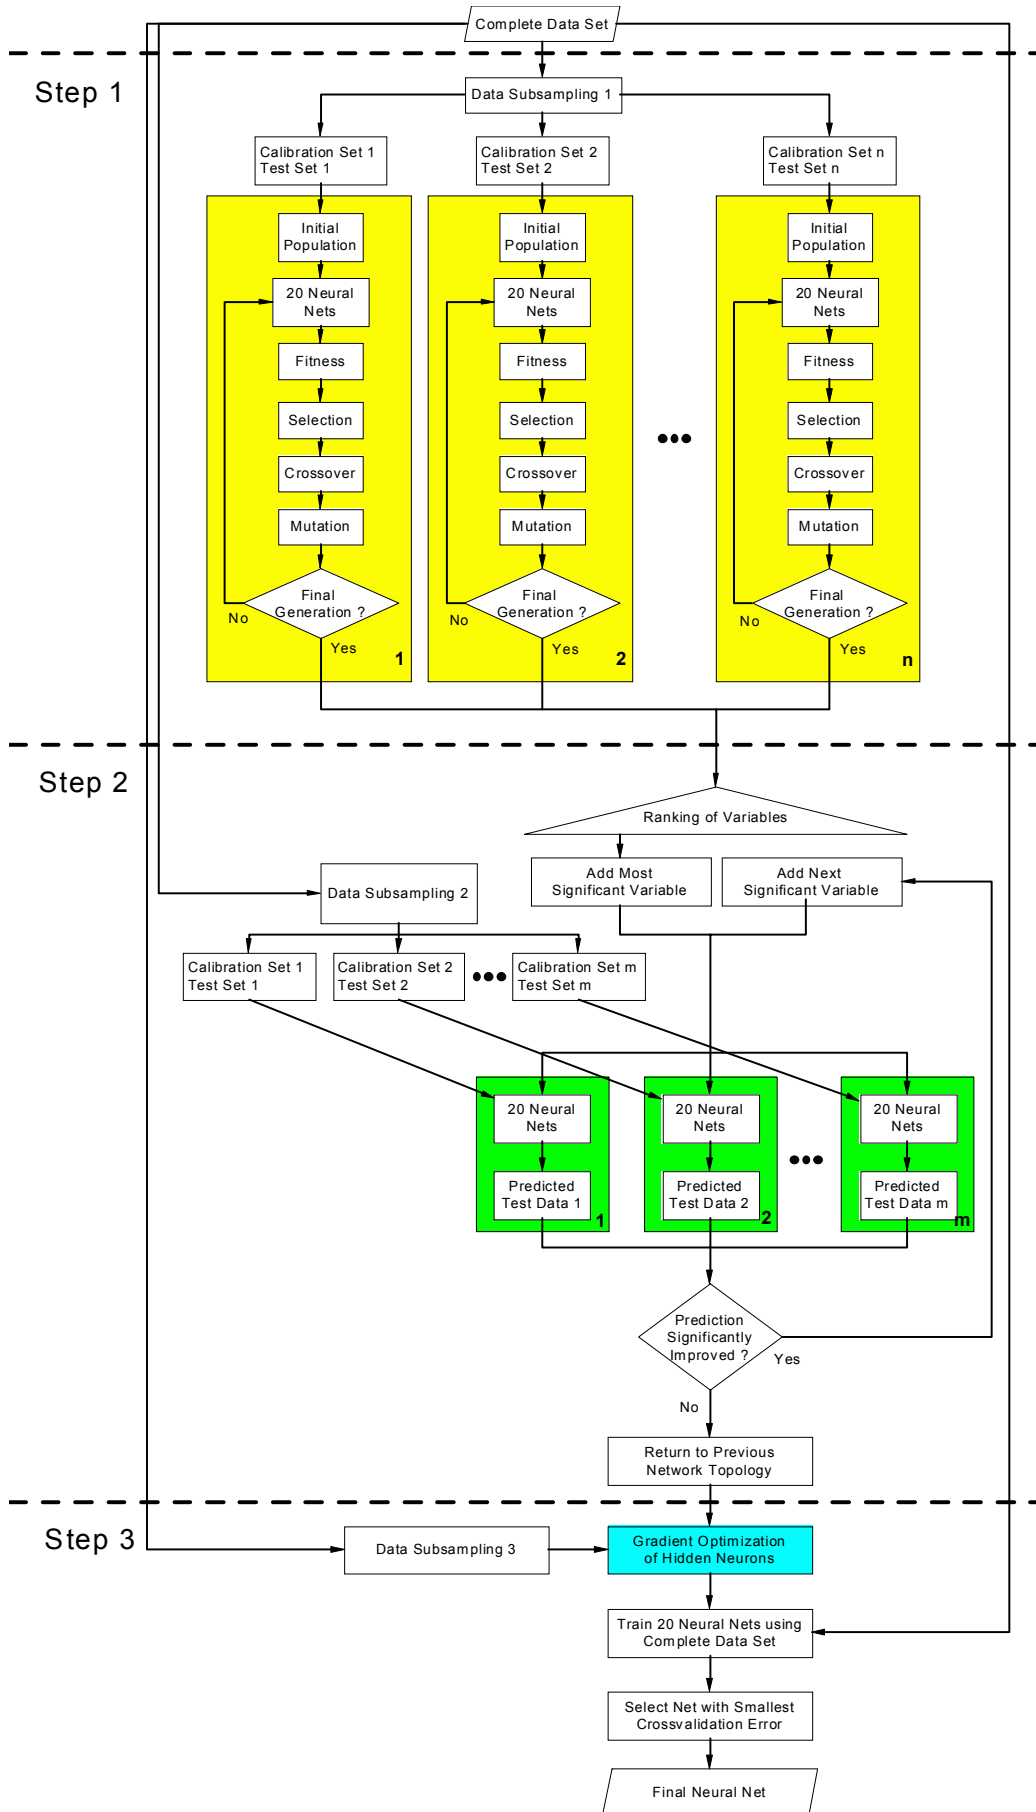 Complete Data Set
Step 1
Data Subsampling 1
Calibration Set 1
Test Set 1
Calibration Set 2
Test Set 2
Calibration Set n
Test Set n
Initial
Population
20 Neural
Nets
Fitness
Selection
Crossover
Mutation
Final
Generation ?
No
Yes
1
Initial
Population
20 Neural
Nets
Fitness
Selection
Crossover
Mutation
Final
Generation ?
No
Yes
2
•••
Initial
Population
20 Neural
Nets
Fitness
Selection
Crossover
Mutation
Final
Generation ?
No
Yes
n
Step 2
Ranking of Variables
Add Most
Significant Variable
Add Next
Significant Variable
Data Subsampling 2
Calibration Set 1
Test Set 1
Calibration Set 2
Test Set 2
•••
Calibration Set m
Test Set m
20 Neural
Nets
Predicted
Test Data 1
1
20 Neural
Nets
Predicted
Test Data 2
2
•••
20 Neural
Nets
Predicted
Test Data m
m
Prediction
Significantly
Improved ?
Yes
No
Return to Previous
Network Topology
Step 3
Data Subsampling 3
Gradient Optimization
of Hidden Neurons
Train 20 Neural Nets using
Complete Data Set
Select Net with Smallest
Crossvalidation Error
Final Neural Net